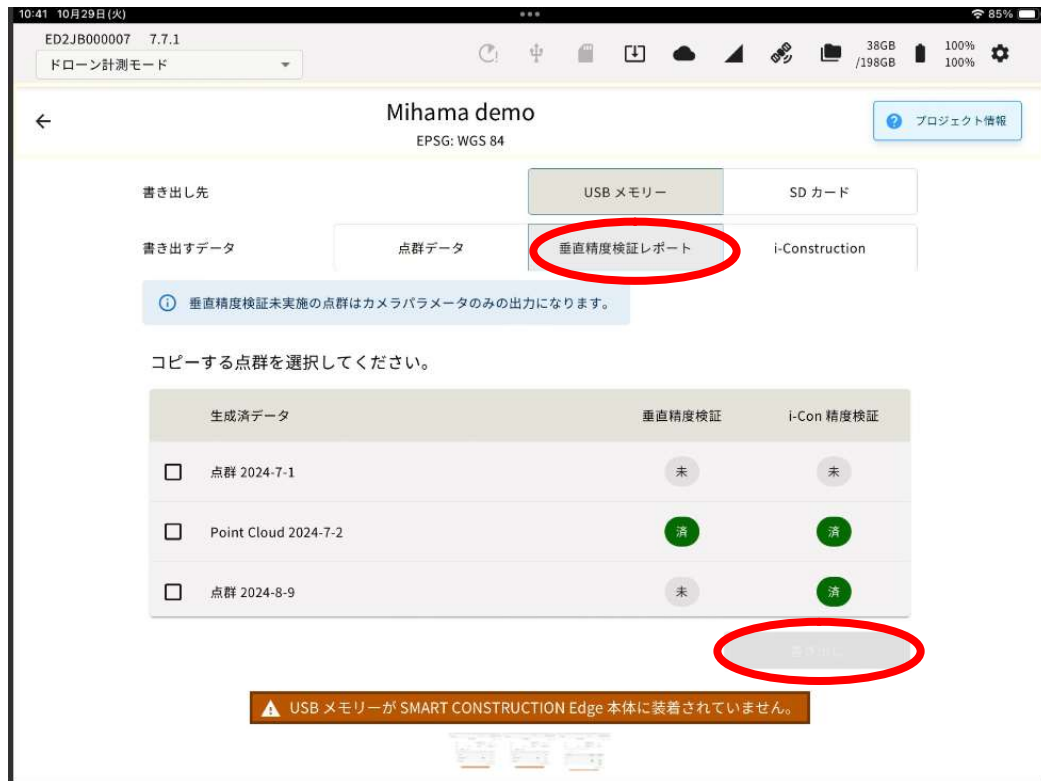 10:41 10月29日(火) 85%
ED2JB000007 7.7.1
ドローン計測モード
38GB
/198GB
100%
100%
Mihama demo
EPSG: WGS 84
プロジェクト情報
書き出し先 USB メモリー SD カード
書き出すデータ 点群データ 垂直精度検証レポート i-Construction
垂直精度検証未実施の点群はカメラパラメータのみの出力になります。
コピーする点群を選択してください。
生成済データ 垂直精度検証 i-Con 精度検証
点群 2024-7-1 未 未
Point Cloud 2024-7-2 済 済
点群 2024-8-9 未 済
書き出し
USB メモリーが SMART CONSTRUCTION Edge 本体に装着されていません。